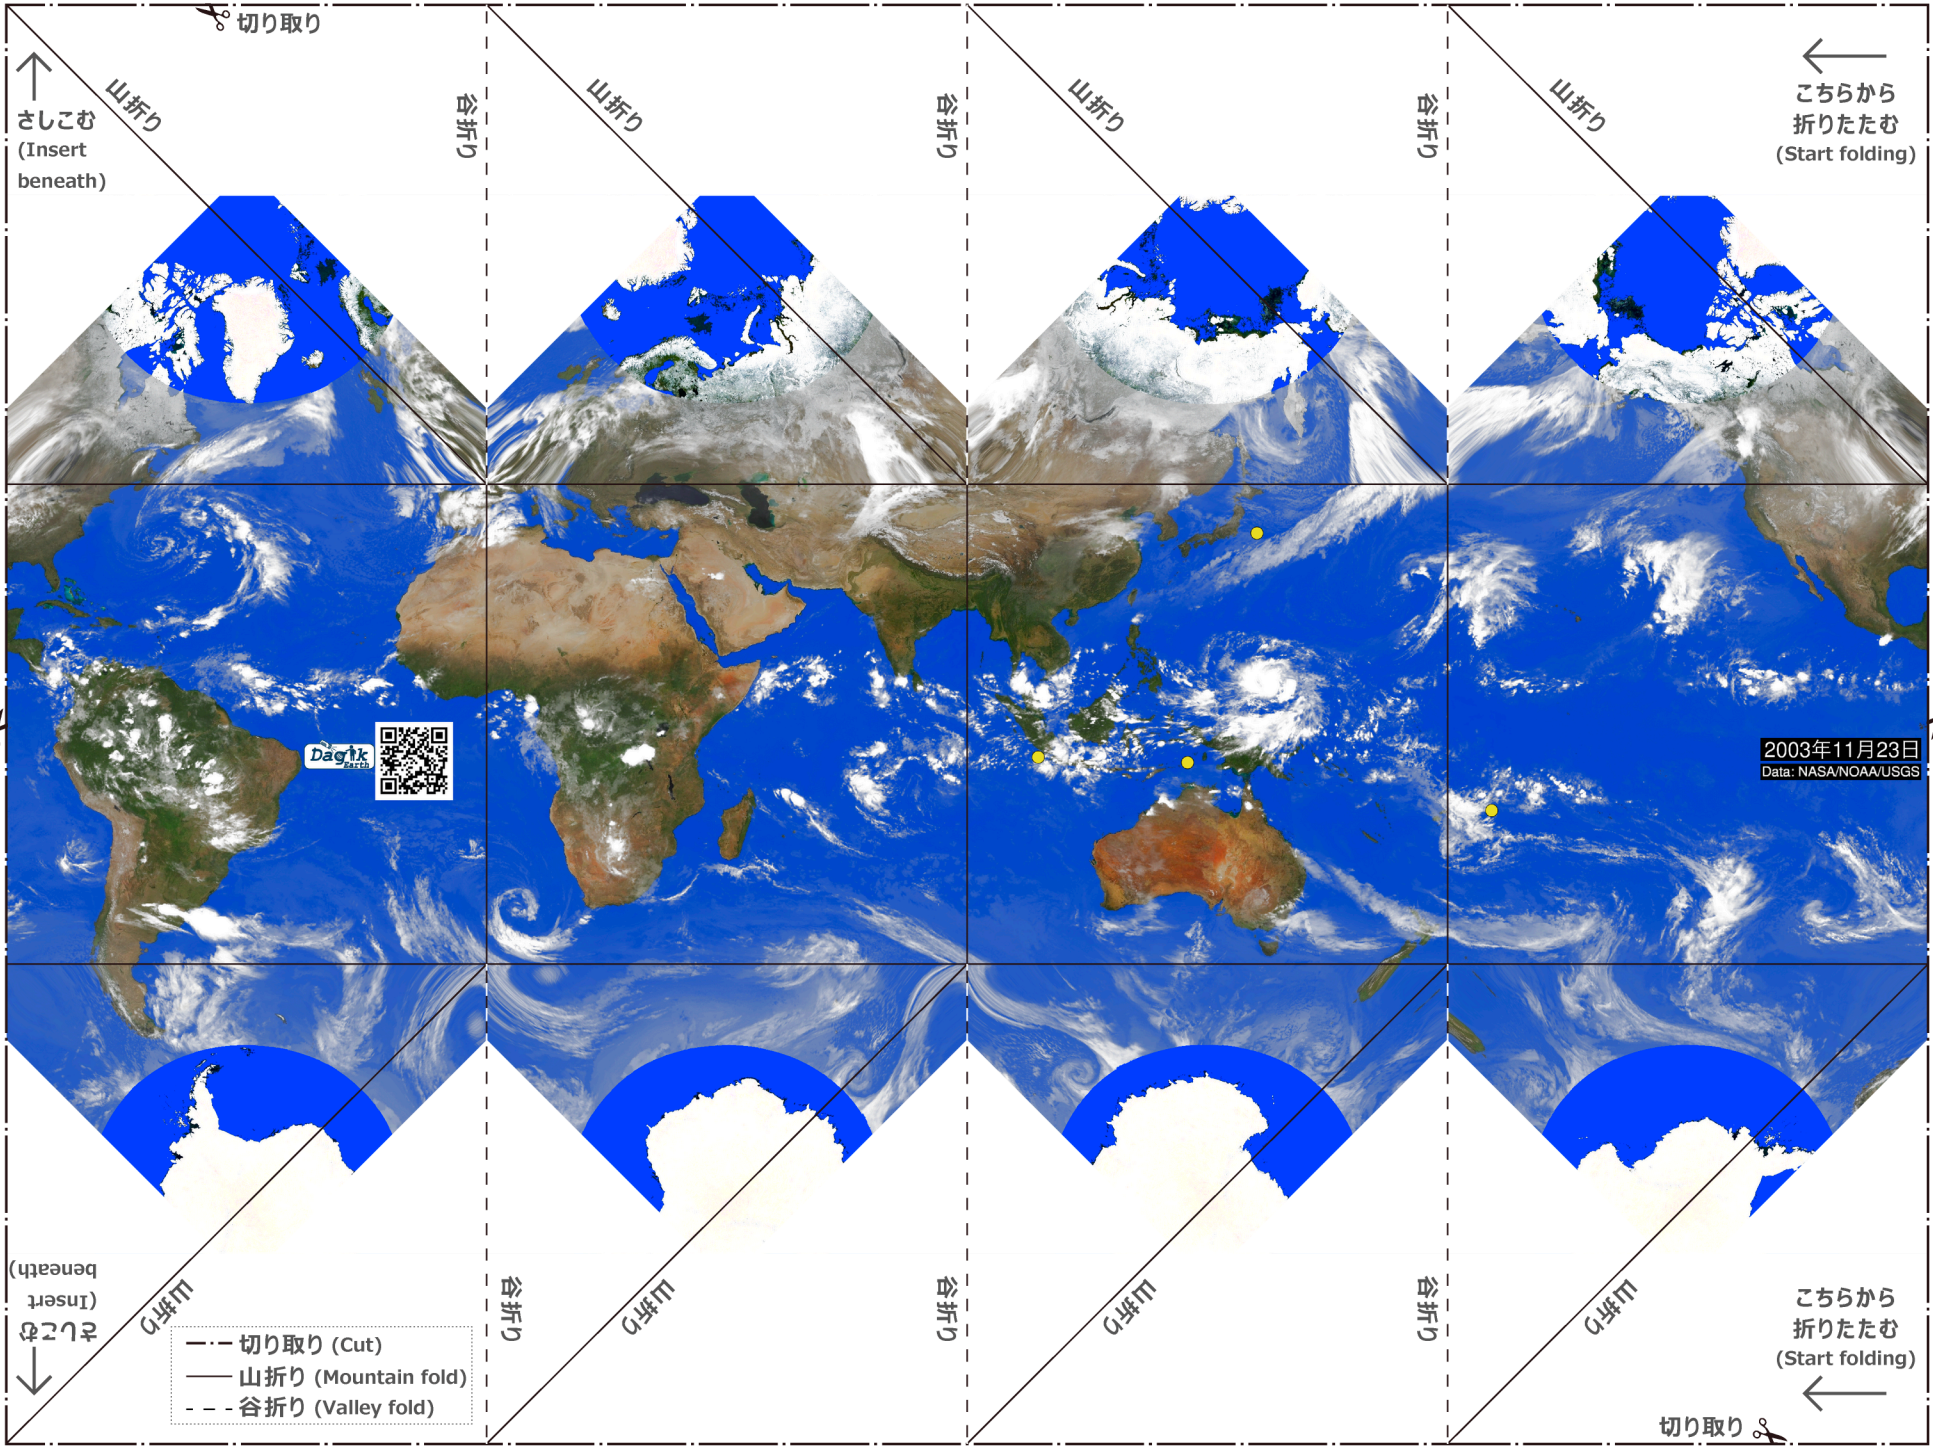 切り取り
山折り
谷折り
山折り
谷折り
山折り
谷折り
山折り
さしこむ
(Insert
beneath)
こちらから
折りたたむ
(Start folding)
Dagik
Earth
2003年11月23日
Data: NASA/NOAA/USGS
さしこむ
(Insert
beneath)
山折り
谷折り
山折り
谷折り
山折り
谷折り
山折り
こちらから
折りたたむ
(Start folding)
切り取り (Cut)
山折り (Mountain fold)
谷折り (Valley fold)
切り取り